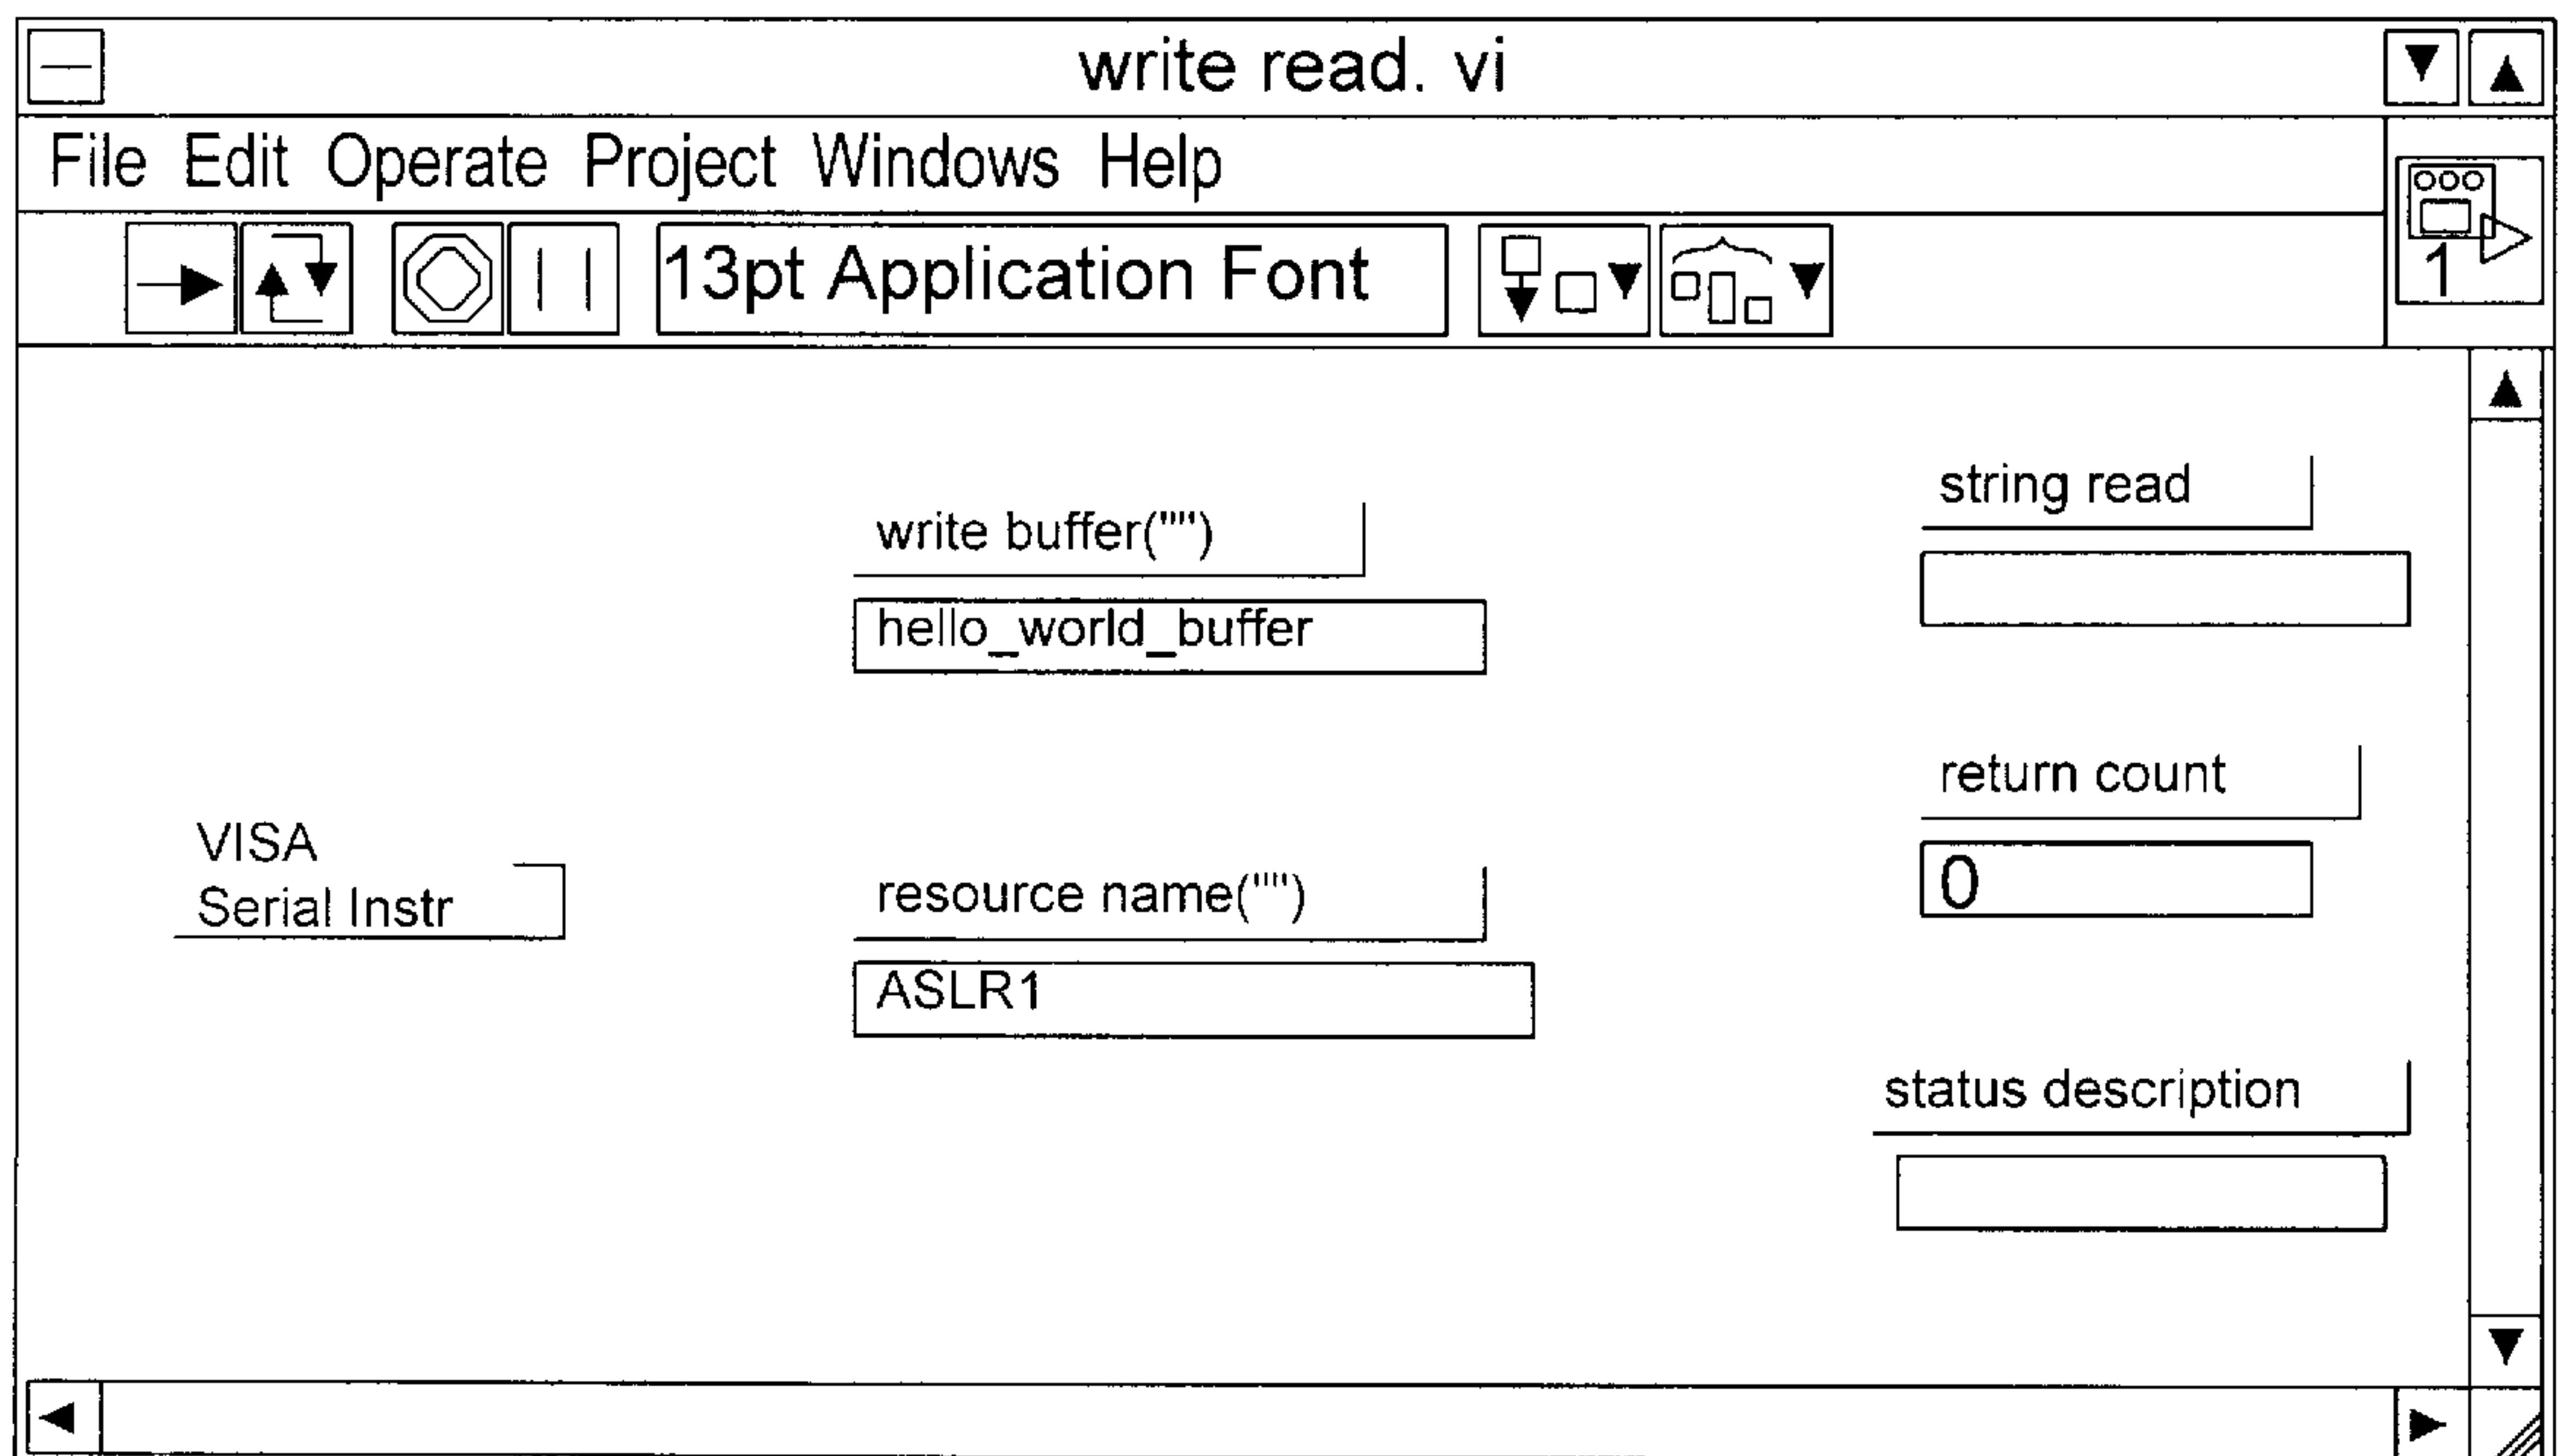 write read. vi
File Edit Operate Project Windows Help
13pt Application Font
1
string read
write buffer("")
hello_world_buffer
return count
0
VISA
Serial Instr
resource name("")
ASLR1
status description